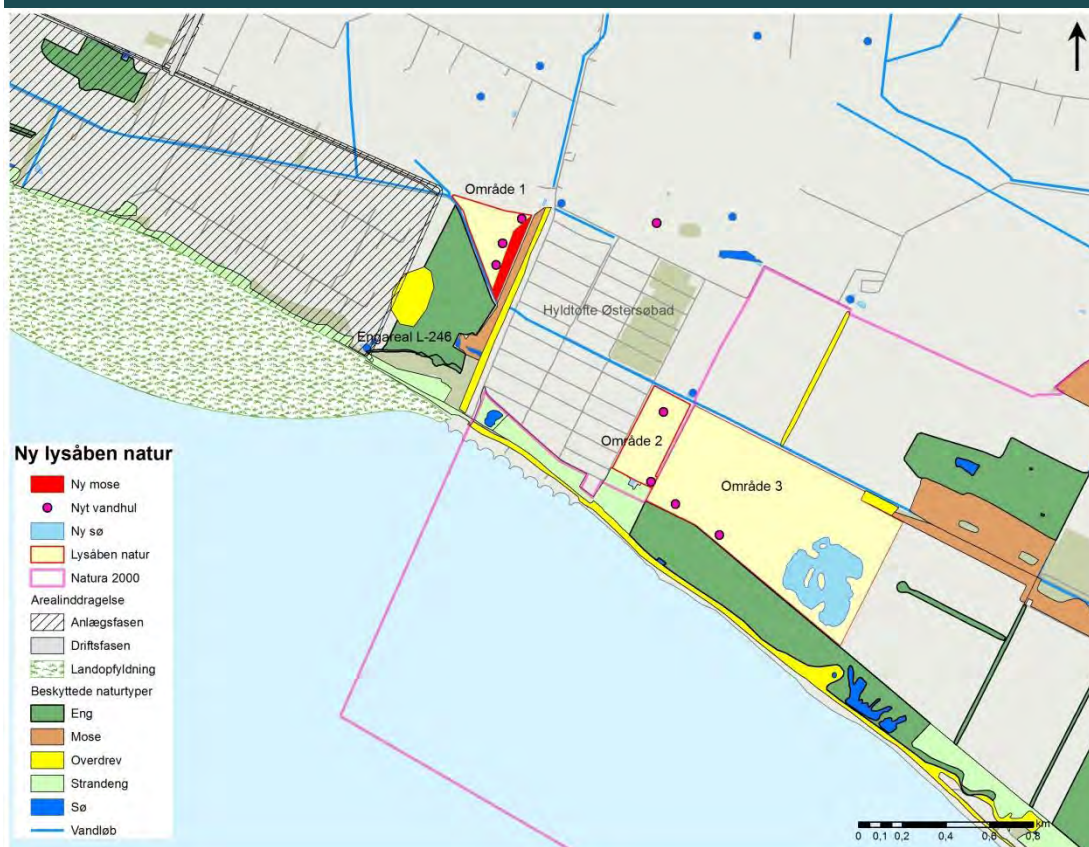 Område 1
Hyldtofte Østersøbad
Engareal L-246
Område 2
Område 3
Ny lysåben natur
Ny mose
Nyt vandhul
Ny sø
Lysåben natur
Natura 2000
Arealinddragelse
Anlægsfasen
Driftsfasen
Landopfyldning
Beskyttede naturtyper
Eng
Mose
Overdrev
Strandeng
Sø
Vandløb
km
0 0,1 0,2 0,4 0,6 0,8